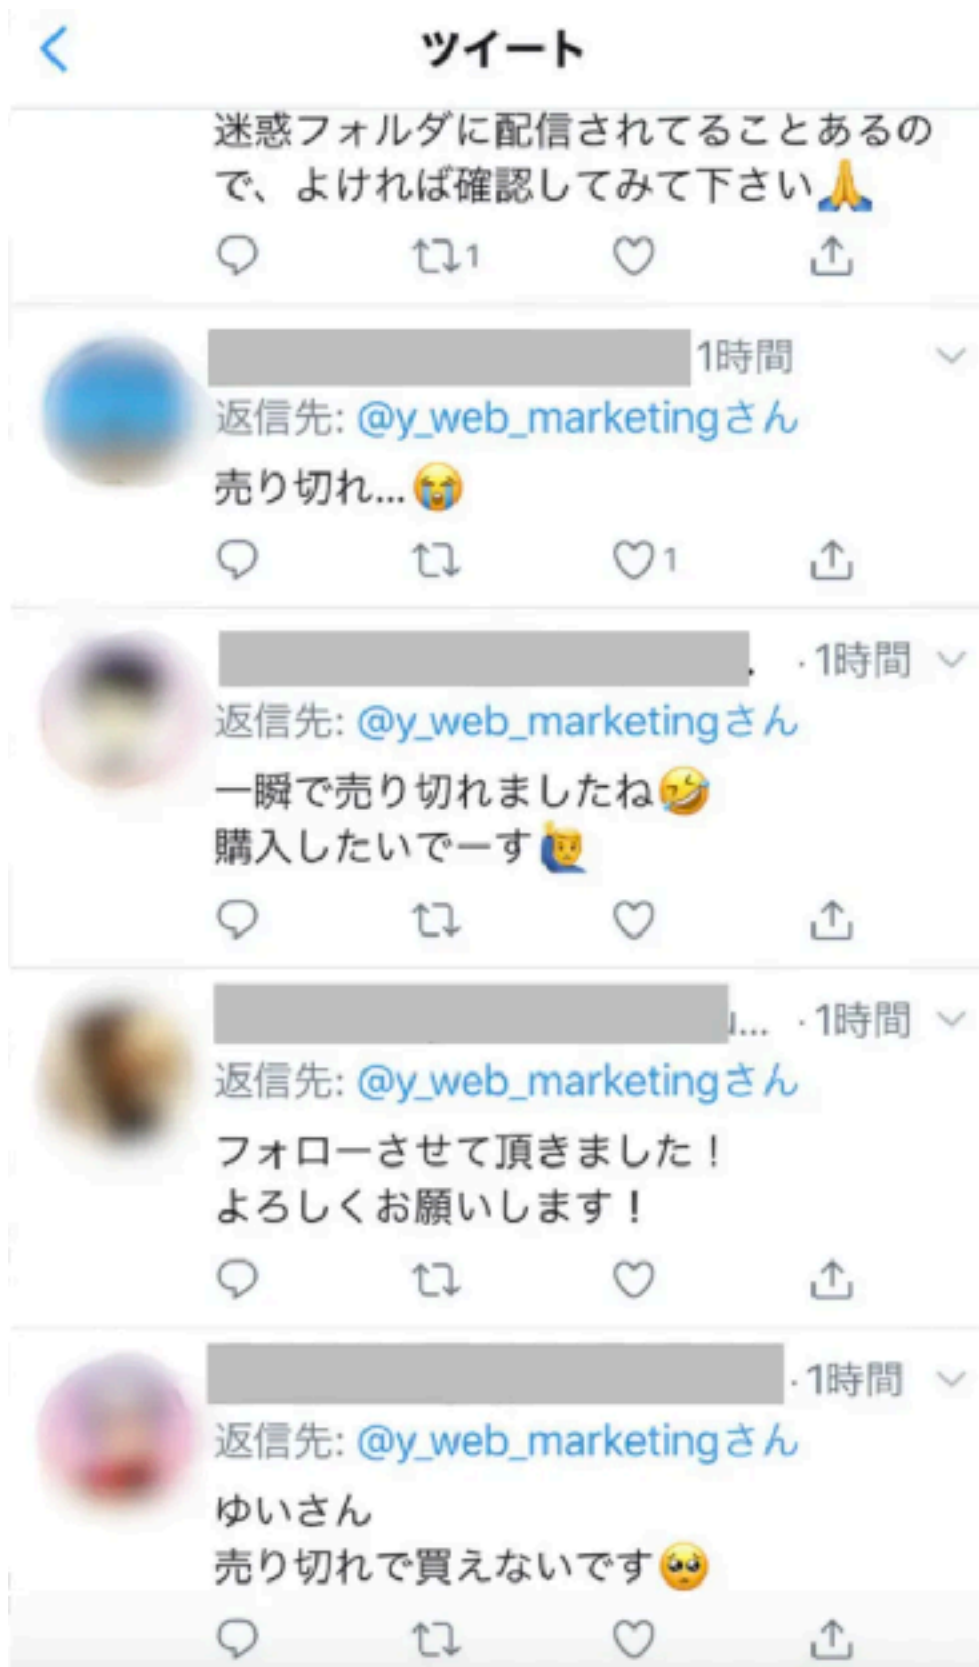 ツイート
迷惑フォルダに配信されてることあるの
で、よければ確認してみて下さい🙏
1
1時間
返信先: @y_web_marketingさん
売り切れ...😭
1
· 1時間
返信先: @y_web_marketingさん
一瞬で売り切れましたね🤣
購入したいでーす🙋‍♂️
... · 1時間
返信先: @y_web_marketingさん
フォローさせて頂きました！
よろしくお願いします！
· 1時間
返信先: @y_web_marketingさん
ゆいさん
売り切れで買えないです🥺